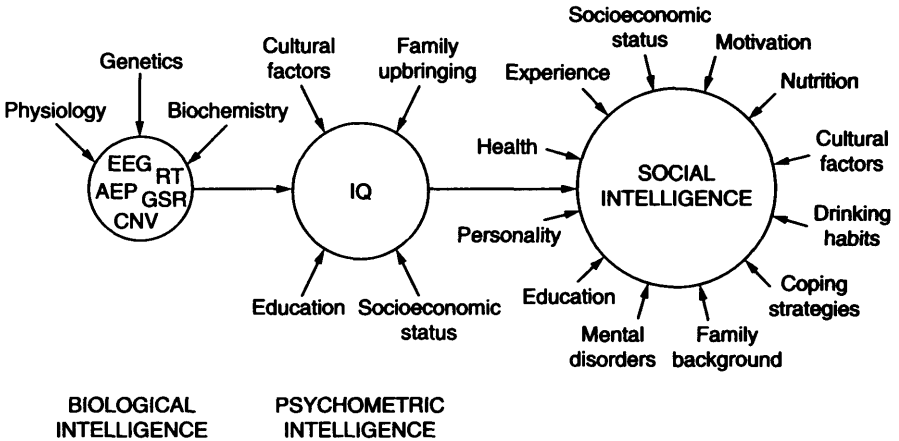 Genetics
Physiology
Biochemistry
EEG
RT
AEP
GSR
CNV
Cultural
factors
Family
upbringing
IQ
Education
Socioeconomic
status
Socioeconomic
status
Motivation
Experience
Nutrition
Health
Cultural
factors
SOCIAL
INTELLIGENCE
Personality
Drinking
habits
Education
Coping
strategies
Mental
disorders
Family
background
BIOLOGICAL
INTELLIGENCE
PSYCHOMETRIC
INTELLIGENCE